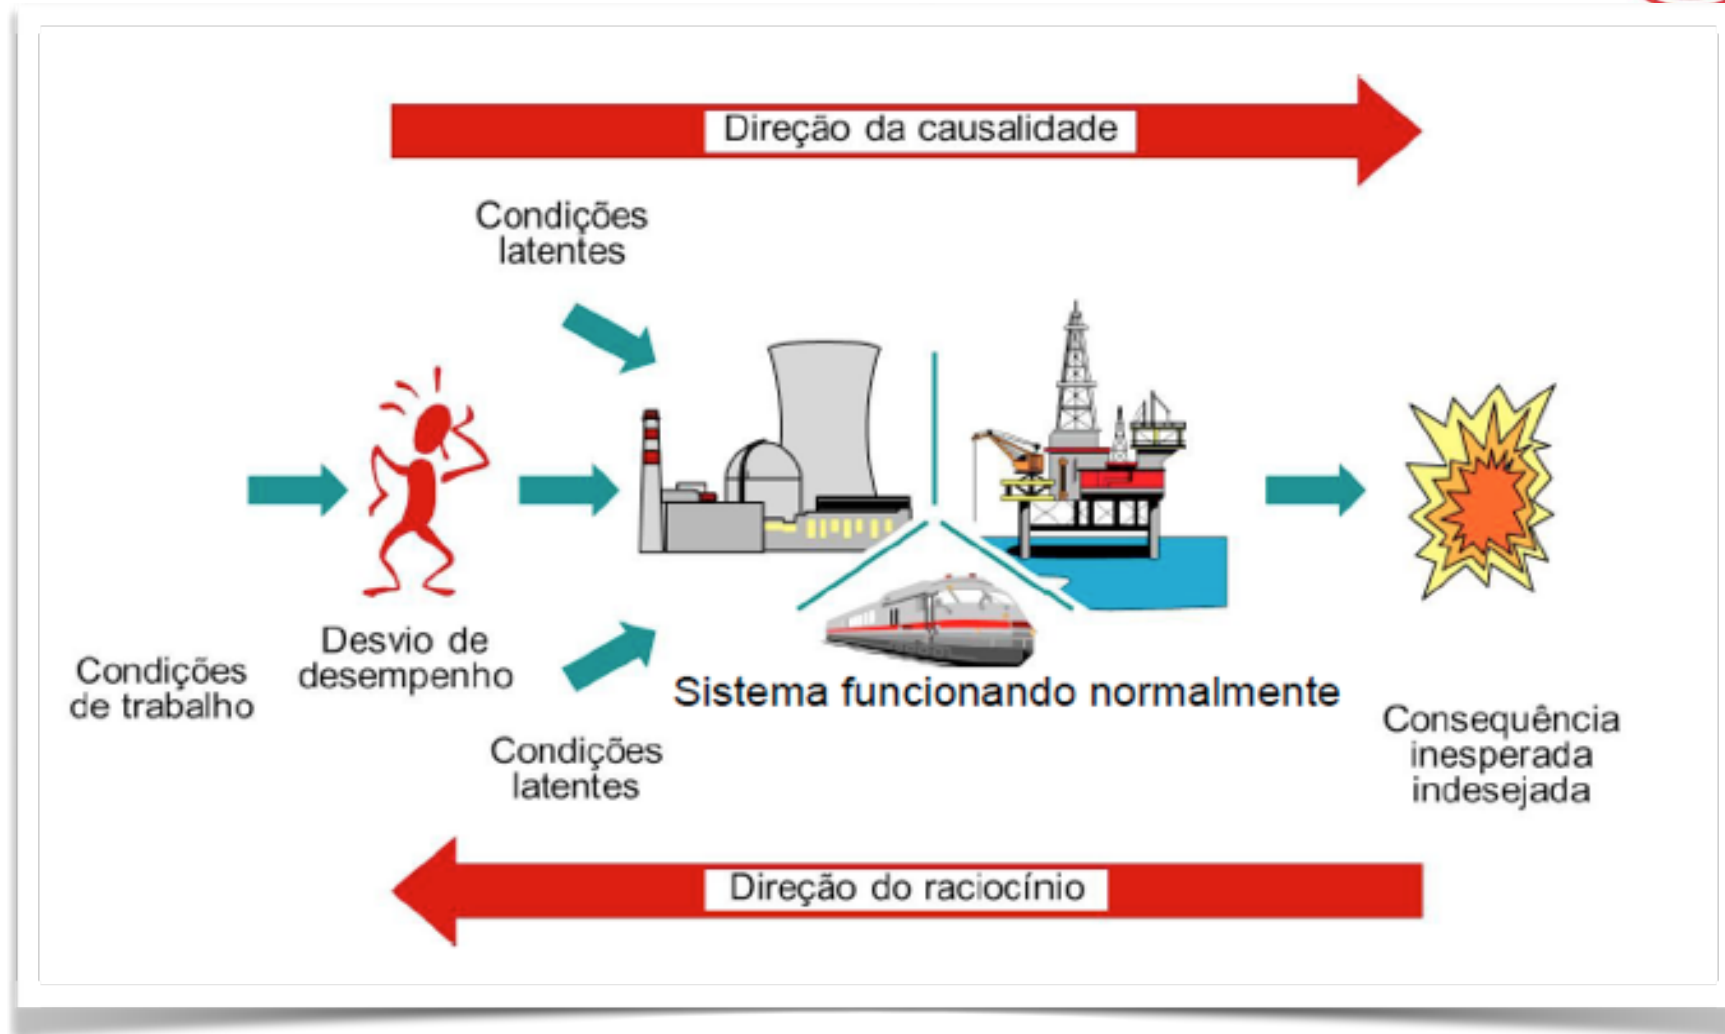 Direção da causalidade
Condições
latentes
Desvio de
desempenho
Condições
de trabalho
Sistema funcionando normalmente
Condições
latentes
Consequência
inesperada
indesejada
Direção do raciocínio